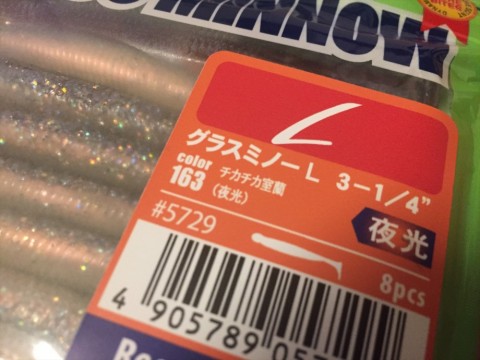 MINNOW
L
グラスミノーL 3-1/4"
color 163 チカチカ室蘭(夜光)
#5729
夜光
8pcs
4 905789 05